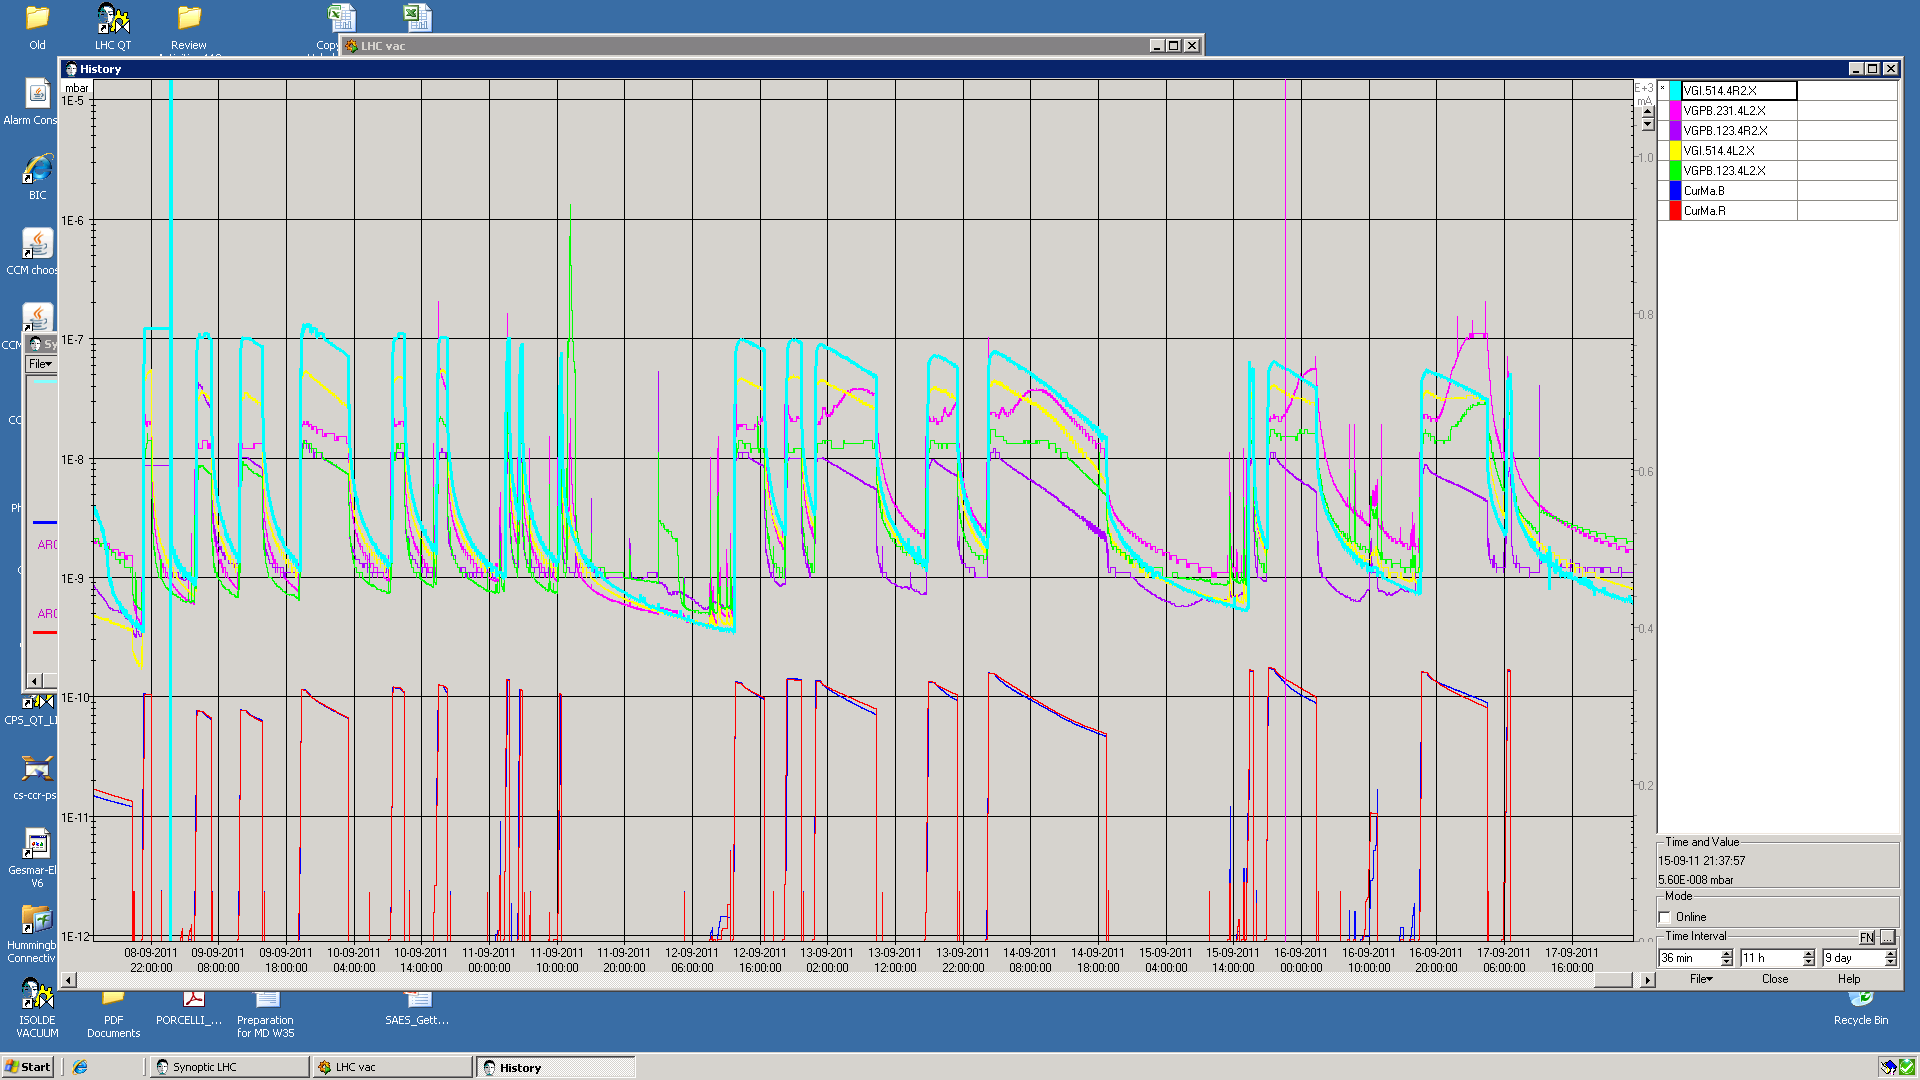 Old
LHC QT
Review
Copy
LHC vac
History
Alarm Cons
BIC
CCM choos
CCM
Sy
File
ARC
ARC
CPS_QT_LI
cs-ccr-ps
Gesmar-El
V6
Hummingb
Connectiv
ISOLDE
VACUUM
mbar
1E-5
1E-6
1E-7
1E-8
1E-9
1E-10
1E-11
1E-12
E+3
mA
1.0
0.8
0.6
0.4
0.2
0.0
08-09-2011 09-09-2011 09-09-2011 10-09-2011 10-09-2011 11-09-2011 11-09-2011 11-09-2011 12-09-2011 12-09-2011 13-09-2011 13-09-2011 13-09-2011 14-09-2011 14-09-2011 15-09-2011 15-09-2011 16-09-2011 16-09-2011 16-09-2011 17-09-2011 17-09-2011
22:00:00 08:00:00 18:00:00 04:00:00 14:00:00 00:00:00 10:00:00 20:00:00 06:00:00 16:00:00 02:00:00 12:00:00 22:00:00 08:00:00 18:00:00 04:00:00 14:00:00 00:00:00 10:00:00 20:00:00 06:00:00 16:00:00
* VGI.514.4R2.X
VGPB.231.4L2.X
VGPB.123.4R2.X
VGI.514.4L2.X
VGPB.123.4L2.X
CurMa.B
CurMa.R
Time and Value
15-09-11 21:37:57
5.60E-008 mbar
Mode
Online
Time Interval
FN ...
36 min 11 h 9 day
File Close Help
PDF
Documents
PORCELLI_...
Preparation
for MD W35
SAES_Gett...
Recycle Bin
Start
Synoptic LHC
LHC vac
History